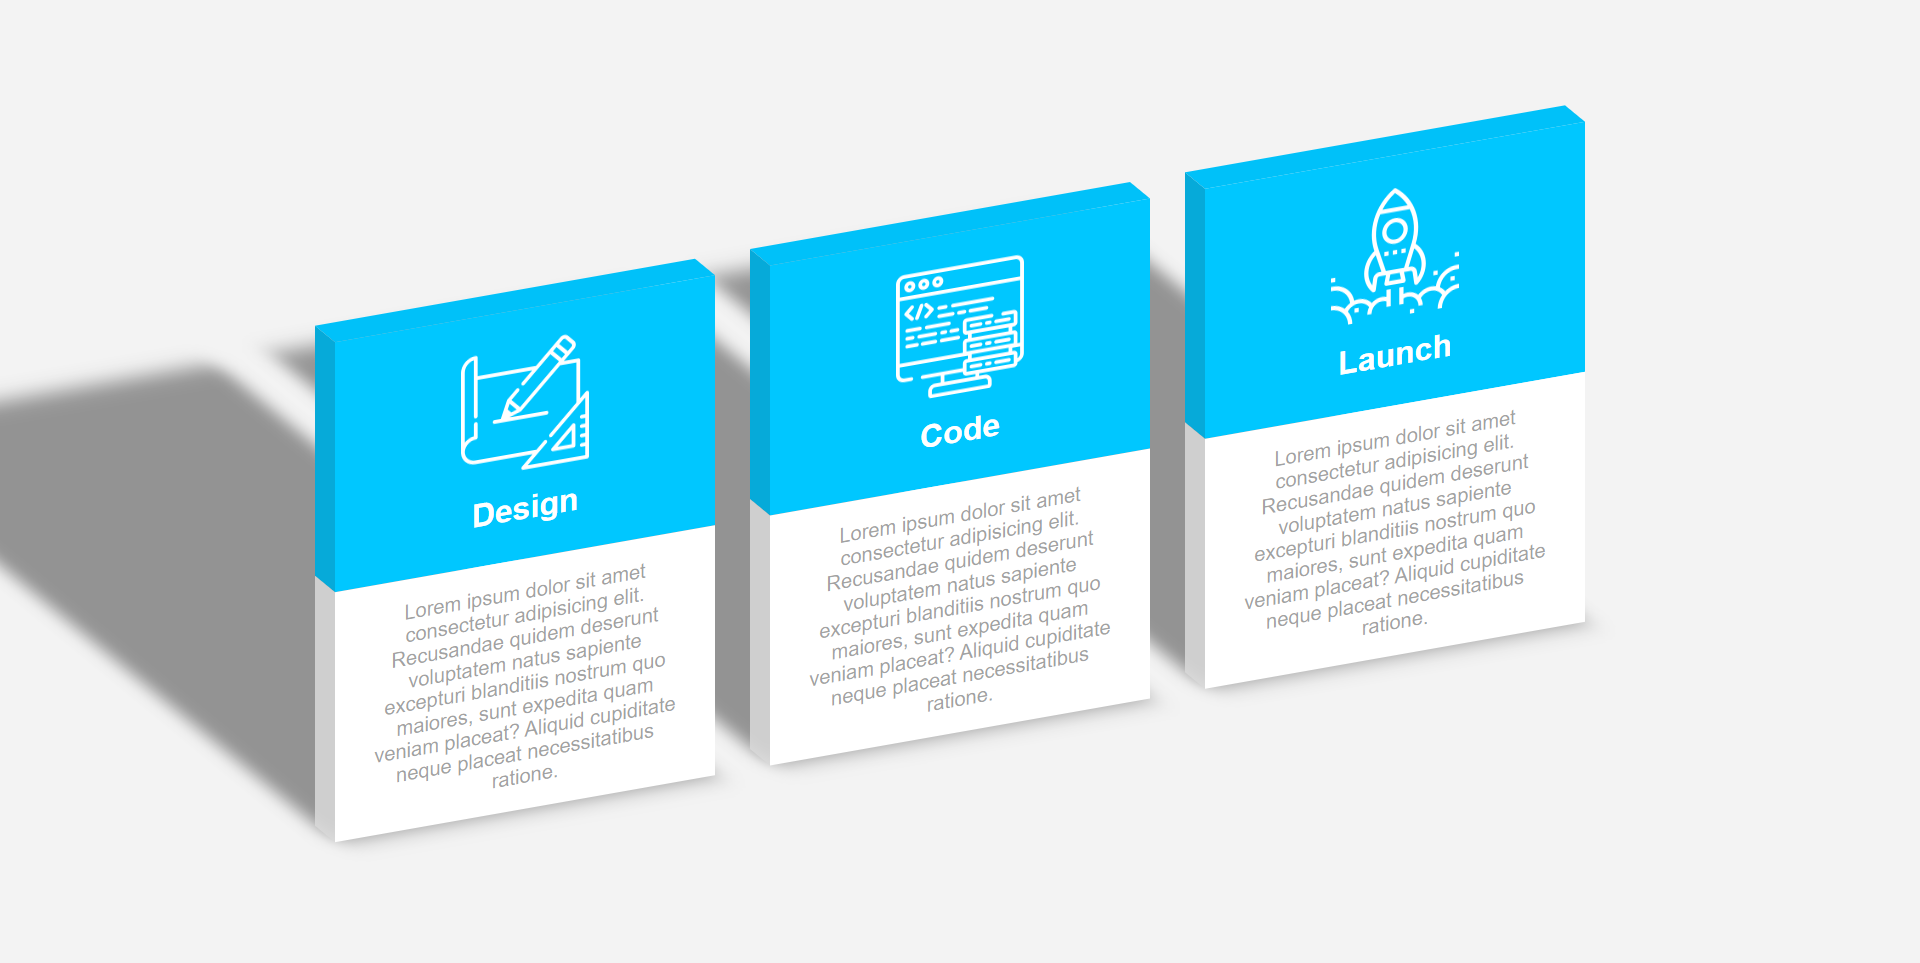 Design
Lorem ipsum dolor sit amet
consectetur adipisicing elit.
Recusandae quidem deserunt
voluptatem natus sapiente
excepturi blanditiis nostrum quo
maiores, sunt expedita quam
veniam placeat? Aliquid cupiditate
neque placeat necessitatibus
ratione.
Code
Lorem ipsum dolor sit amet
consectetur adipisicing elit.
Recusandae quidem deserunt
voluptatem natus sapiente
excepturi blanditiis nostrum quo
maiores, sunt expedita quam
veniam placeat? Aliquid cupiditate
neque placeat necessitatibus
ratione.
Launch
Lorem ipsum dolor sit amet
consectetur adipisicing elit.
Recusandae quidem deserunt
voluptatem natus sapiente
excepturi blanditiis nostrum quo
maiores, sunt expedita quam
veniam placeat? Aliquid cupiditate
neque placeat necessitatibus
ratione.